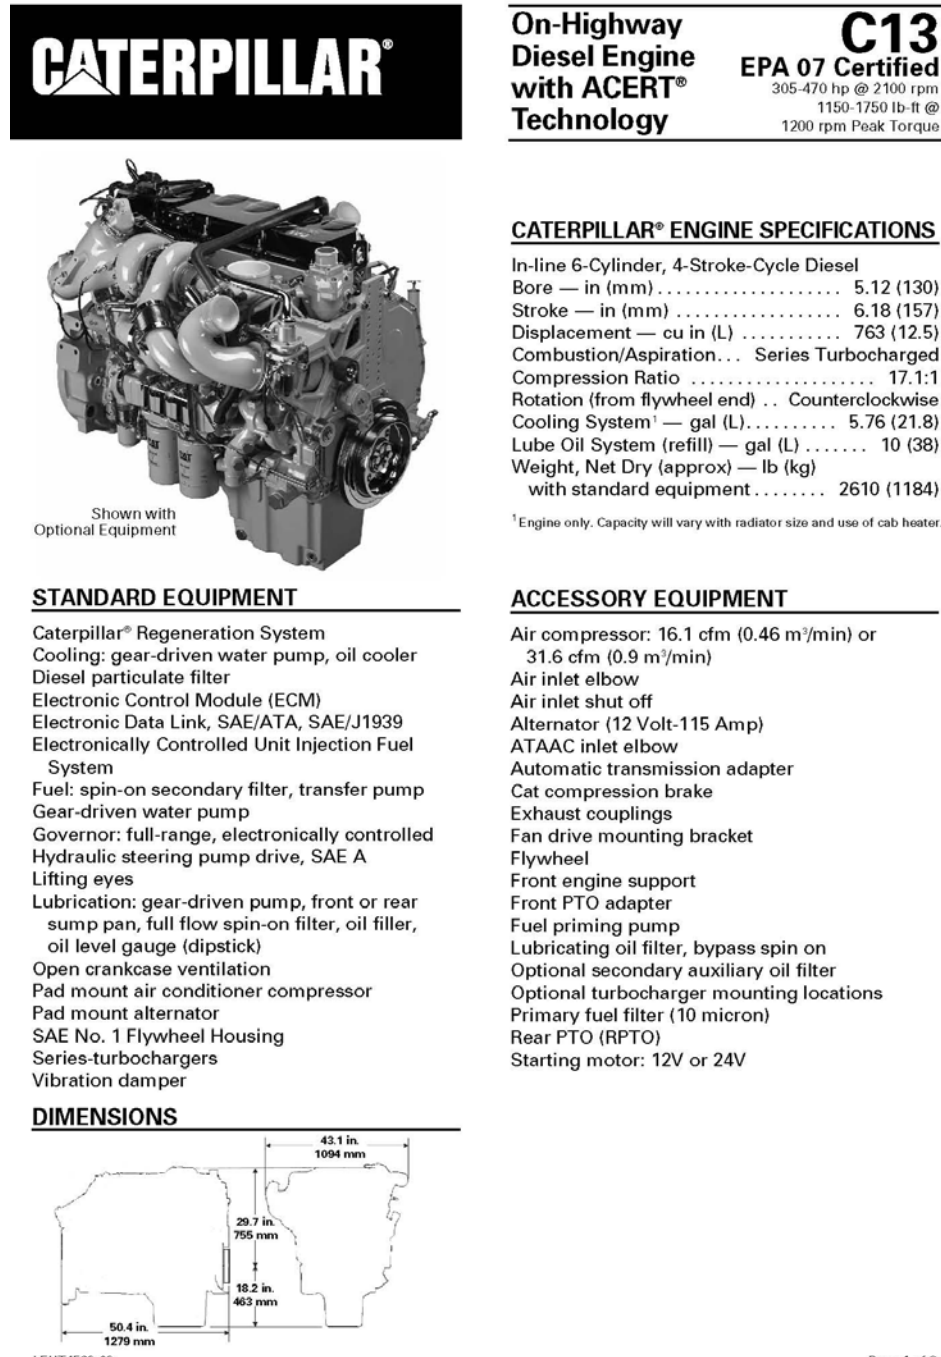 CATERPILLAR®
On-Highway
Diesel Engine
with ACERT®
Technology
C13
EPA 07 Certified
305-470 hp @ 2100 rpm
1150-1750 lb-ft @
1200 rpm Peak Torque
Shown with
Optional Equipment
CATERPILLAR® ENGINE SPECIFICATIONS
In-line 6-Cylinder, 4-Stroke-Cycle Diesel
Bore — in (mm) . . . . . . . . . . . . . . . . . . . . 5.12 (130)
Stroke — in (mm) . . . . . . . . . . . . . . . . . . 6.18 (157)
Displacement — cu in (L) . . . . . . . . . . . 763 (12.5)
Combustion/Aspiration. . . Series Turbocharged
Compression Ratio . . . . . . . . . . . . . . . . . . . . 17.1:1
Rotation (from flywheel end) . . Counterclockwise
Cooling System¹ — gal (L). . . . . . . . . . 5.76 (21.8)
Lube Oil System (refill) — gal (L) . . . . . . . 10 (38)
Weight, Net Dry (approx) — lb (kg)
with standard equipment . . . . . . . . 2610 (1184)
¹ Engine only. Capacity will vary with radiator size and use of cab heater.
STANDARD EQUIPMENT
Caterpillar® Regeneration System
Cooling: gear-driven water pump, oil cooler
Diesel particulate filter
Electronic Control Module (ECM)
Electronic Data Link, SAE/ATA, SAE/J1939
Electronically Controlled Unit Injection Fuel
System
Fuel: spin-on secondary filter, transfer pump
Gear-driven water pump
Governor: full-range, electronically controlled
Hydraulic steering pump drive, SAE A
Lifting eyes
Lubrication: gear-driven pump, front or rear
sump pan, full flow spin-on filter, oil filler,
oil level gauge (dipstick)
Open crankcase ventilation
Pad mount air conditioner compressor
Pad mount alternator
SAE No. 1 Flywheel Housing
Series-turbochargers
Vibration damper
ACCESSORY EQUIPMENT
Air compressor: 16.1 cfm (0.46 m³/min) or
31.6 cfm (0.9 m³/min)
Air inlet elbow
Air inlet shut off
Alternator (12 Volt-115 Amp)
ATAAC inlet elbow
Automatic transmission adapter
Cat compression brake
Exhaust couplings
Fan drive mounting bracket
Flywheel
Front engine support
Front PTO adapter
Fuel priming pump
Lubricating oil filter, bypass spin on
Optional secondary auxiliary oil filter
Optional turbocharger mounting locations
Primary fuel filter (10 micron)
Rear PTO (RPTO)
Starting motor: 12V or 24V
DIMENSIONS
43.1 in.
1094 mm
29.7 in.
755 mm
18.2 in.
463 mm
50.4 in.
1279 mm